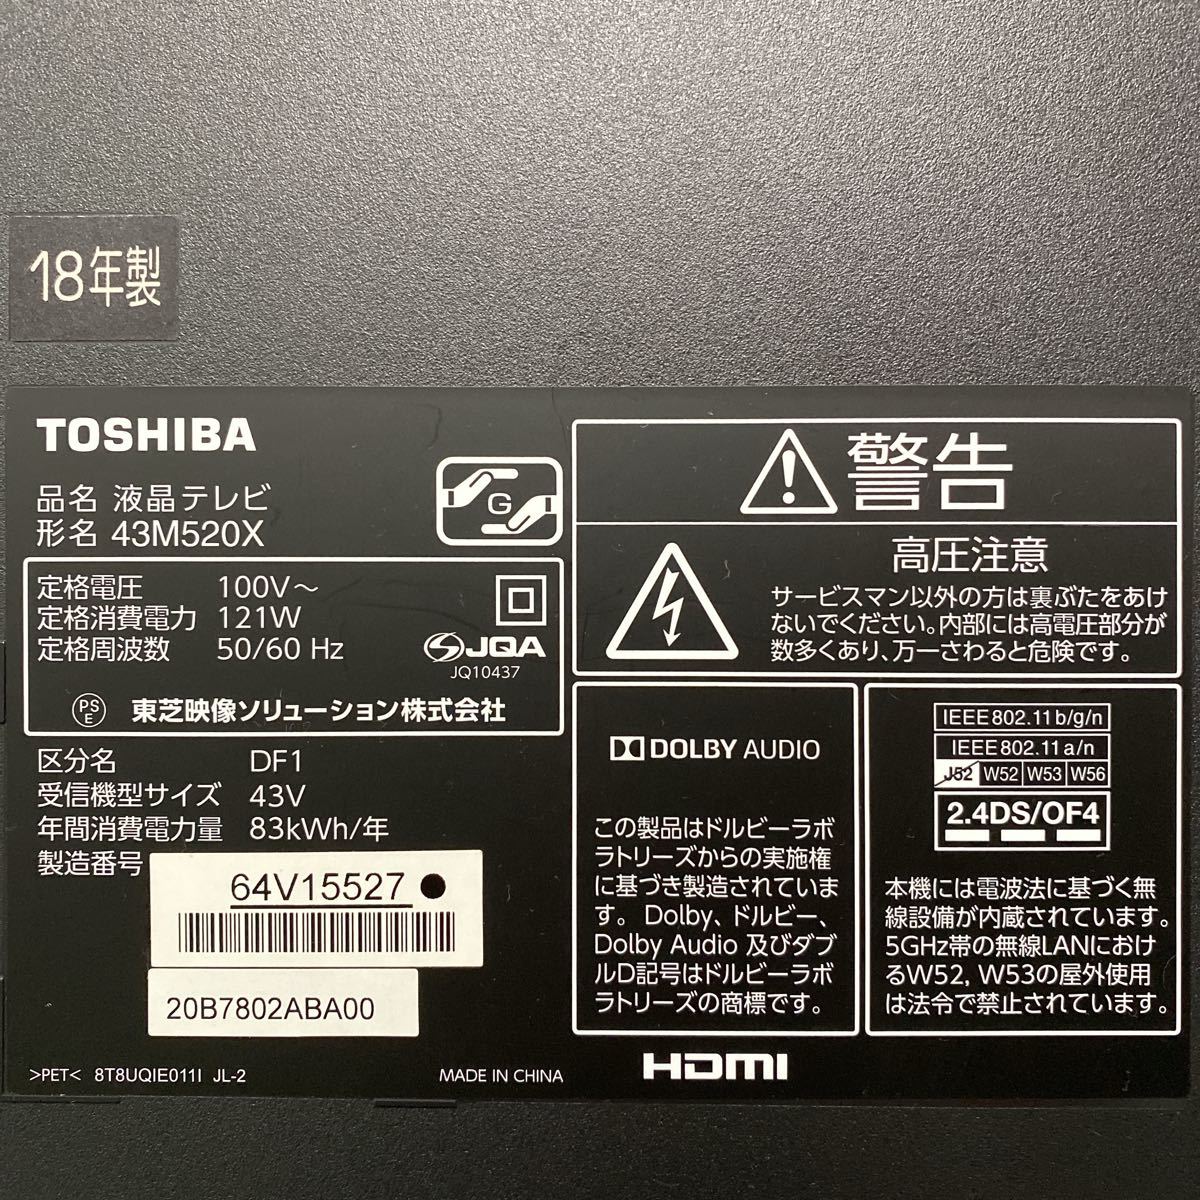 18年製
TOSHIBA
品名 液晶テレビ
形名 43M520X
G
定格電圧 100V～
定格消費電力 121W
定格周波数 50/60 Hz
JQA
JQ10437
PS
E
東芝映像ソリューション株式会社
区分名 DF1
受信機型サイズ 43V
年間消費電力量 83kWh/年
製造番号
64V15527
20B7802ABA00
>PET< 8T8UQIE011I JL-2
MADE IN CHINA
警告
高圧注意
サービスマン以外の方は裏ぶたをあけ
ないでください。内部には高電圧部分が
数多くあり、万一さわると危険です。
DOLBY AUDIO
この製品はドルビーラボ
ラトリーズからの実施権
に基づき製造されていま
す。Dolby、ドルビー、
Dolby Audio 及びダブ
ルD記号はドルビーラボ
ラトリーズの商標です。
IEEE802.11b/g/n
IEEE802.11a/n
J52 W52 W53 W56
2.4DS/OF4
本機には電波法に基づく無
線設備が内蔵されています。
5GHz帯の無線LANにおけ
るW52, W53の屋外使用
は法令で禁止されています。
HDMI